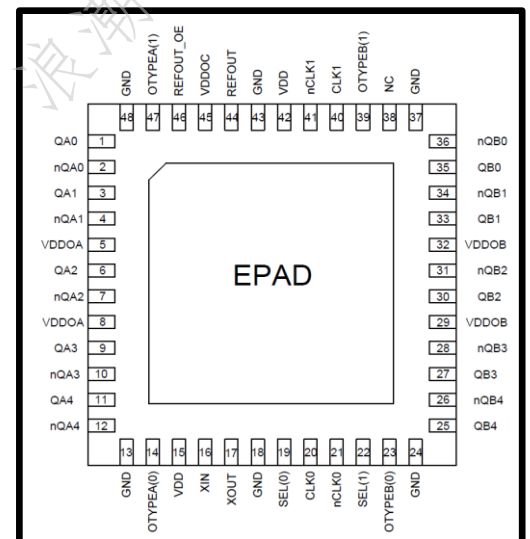 浪潮
GND OTYPEA(1) REFOUT_OE VDDOC REFOUT GND VDD nCLK1 CLK1 OTYPEB(1) NC GND
48 47 46 45 44 43 42 41 40 39 38 37
QA0 1 36 nQB0
nQA0 2 35 QB0
QA1 3 34 nQB1
nQA1 4 33 QB1
VDDOA 5 32 VDDOB
QA2 6 31 nQB2
EPAD
nQA2 7 30 QB2
VDDOA 8 29 VDDOB
QA3 9 28 nQB3
nQA3 10 27 QB3
QA4 11 26 nQB4
nQA4 12 25 QB4
13 14 15 16 17 18 19 20 21 22 23 24
GND OTYPEA(0) VDD XIN XOUT GND SEL(0) CLK0 nCLK0 SEL(1) OTYPEB(0) GND